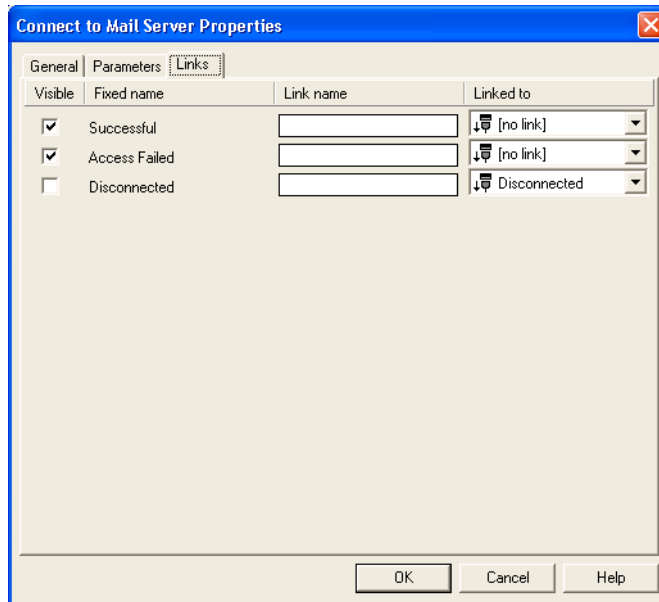 Connect to Mail Server Properties
General Parameters Links
Visible Fixed name Link name Linked to
Successful [no link]
Access Failed [no link]
Disconnected Disconnected
OK Cancel Help